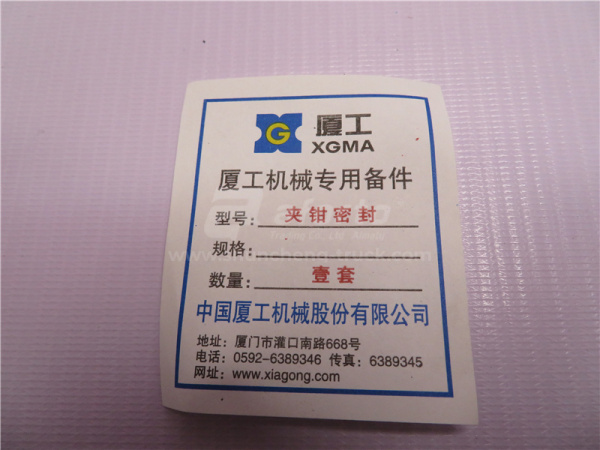 G 厦工
XGMA
厦工机械专用备件
型号: 夹钳密封
规格:
数量: 壹套
中国厦工机械股份有限公司
地址: 厦门市灌口南路668号
电话: 0592-6389346 传真: 6389345
网址: www.xiagong.com